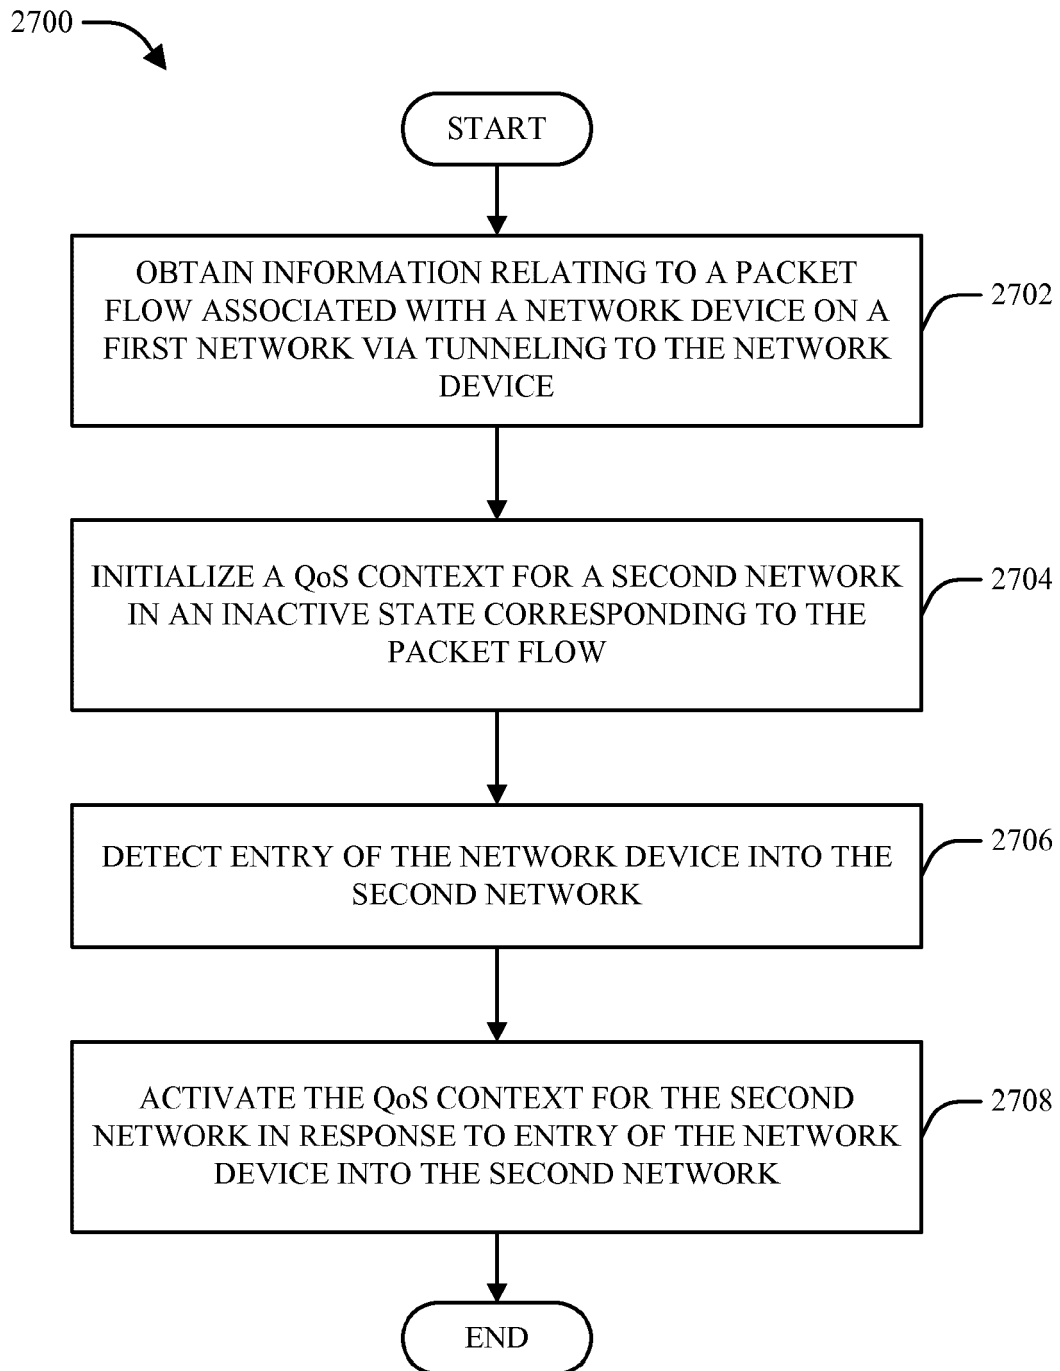 2700
START
OBTAIN INFORMATION RELATING TO A PACKET
FLOW ASSOCIATED WITH A NETWORK DEVICE ON A
FIRST NETWORK VIA TUNNELING TO THE NETWORK
DEVICE
2702
INITIALIZE A QoS CONTEXT FOR A SECOND NETWORK
IN AN INACTIVE STATE CORRESPONDING TO THE
PACKET FLOW
2704
DETECT ENTRY OF THE NETWORK DEVICE INTO THE
SECOND NETWORK
2706
ACTIVATE THE QoS CONTEXT FOR THE SECOND
NETWORK IN RESPONSE TO ENTRY OF THE NETWORK
DEVICE INTO THE SECOND NETWORK
2708
END